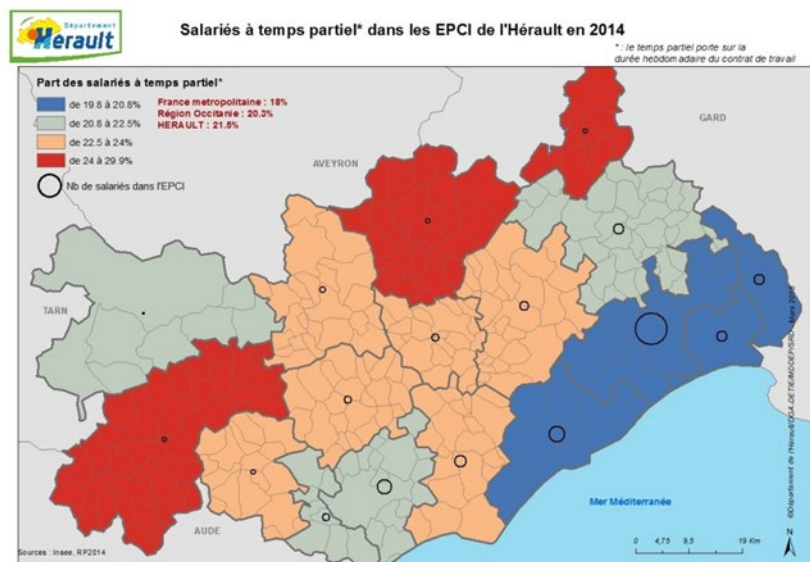 Département
Hérault
Salariés à temps partiel* dans les EPCI de l'Hérault en 2014
* : le temps partiel porte sur la
durée hebdomadaire du contrat de travail
Part des salariés à temps partiel*
de 19.8 à 20.8%
de 20.8 à 22.5%
de 22.5 à 24%
de 24 à 29.9%
France metropolitaine : 18%
Région Occitanie : 20.3%
HERAULT : 21.5%
Nb de salariés dans l'EPCI
GARD
AVEYRON
TARN
AUDE
Mer Méditerranée
N
0 4,75 9,5 19 Km
Sources : Insee, RP2014